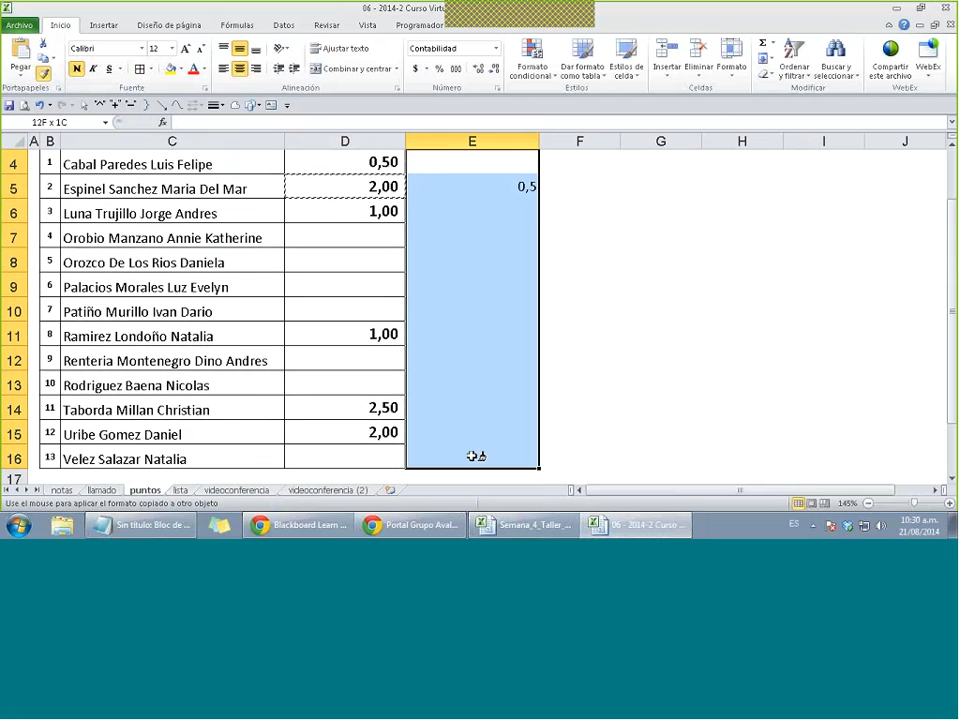 06 - 2014-2 Curso Virtu
Archivo Inicio Insertar Diseño de página Fórmulas Datos Revisar Vista Programador
Calibri 12 Ajustar texto Contabilidad
Pegar N K S Combinar y centrar $ % 000 Formato condicional Dar formato como tabla Estilos de celda Insertar Eliminar Formato Ordenar y filtrar Buscar y seleccionar Compartir este archivo WebEx
Portapapeles Fuente Alineación Número Estilos Celdas Modificar WebEx
12F x 1C fx
A B C D E F G H I J
4 1 Cabal Paredes Luis Felipe 0,50
5 2 Espinel Sanchez Maria Del Mar 2,00 0,5
6 3 Luna Trujillo Jorge Andres 1,00
7 4 Orobio Manzano Annie Katherine
8 5 Orozco De Los Rios Daniela
9 6 Palacios Morales Luz Evelyn
10 7 Patiño Murillo Ivan Dario
11 8 Ramirez Londoño Natalia 1,00
12 9 Renteria Montenegro Dino Andres
13 10 Rodriguez Baena Nicolas
14 11 Taborda Millan Christian 2,50
15 12 Uribe Gomez Daniel 2,00
16 13 Velez Salazar Natalia
17
notas llamado puntos lista videoconferencia videoconferencia (2)
Use el mouse para aplicar el formato copiado a otro objeto 145%
Sin título: Bloc de ... Blackboard Learn ... Portal Grupo Aval... Semana_4_Taller_... 06 - 2014-2 Curso ... ES 10:30 a.m.
21/08/2014